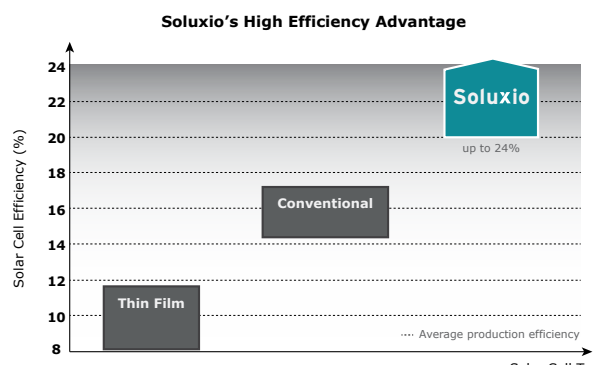 Soluxio's High Efficiency Advantage
Solar Cell Efficiency (%)
24
22
20
18
16
14
12
10
8
Soluxio
up to 24%
Conventional
Thin Film
Average production efficiency